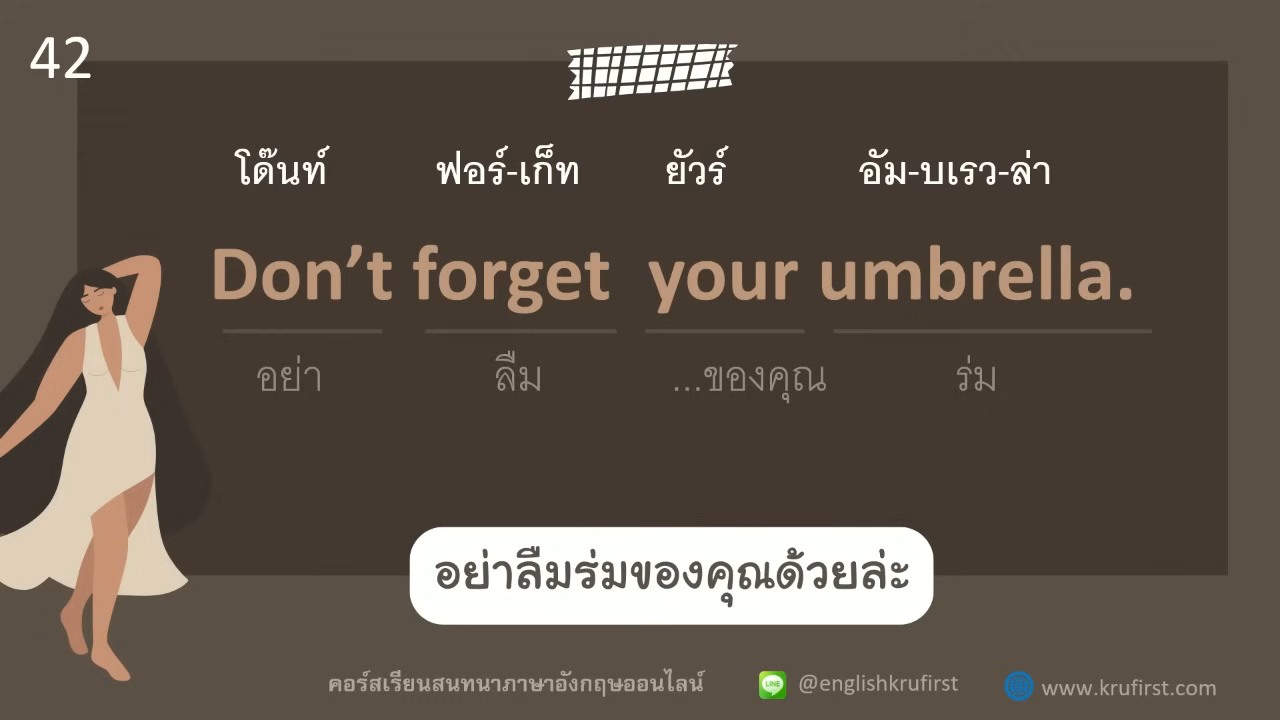 42
โด๊นท์ ฟอร์-เก็ท ยัวร์ อัม-บเรว-ล่า
Don’t forget your umbrella.
อย่า ลืม ...ของคุณ ร่ม
อย่าลืมร่มของคุณด้วยล่ะ
คอร์สเรียนสนทนาภาษาอังกฤษออนไลน์ LINE @englishkrufirst www.krufirst.com